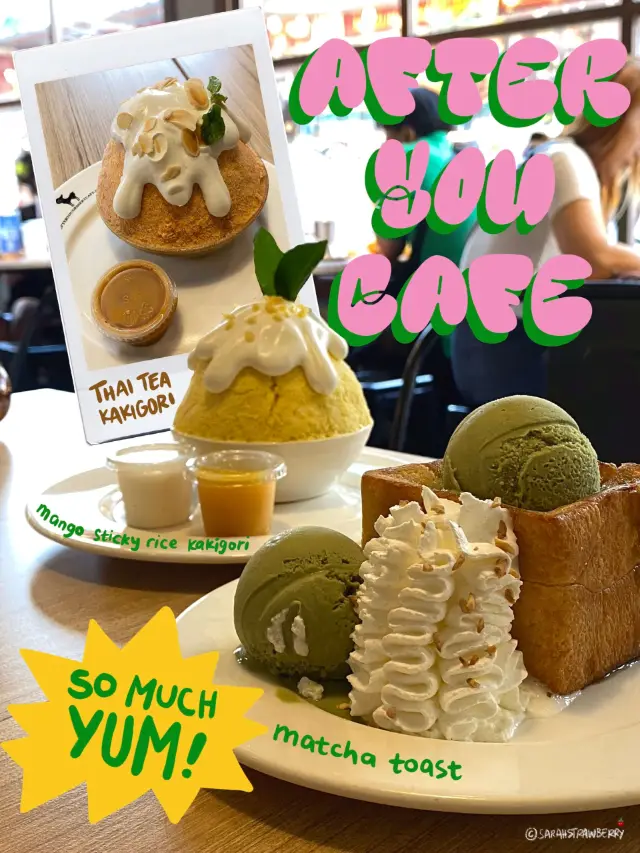 AFTER
YOU
CAFE
THAI TEA
KAKIGORI
mango sticky rice kakigori
SO MUCH
YUM!
matcha toast
©SARAHSTRAWBERRY